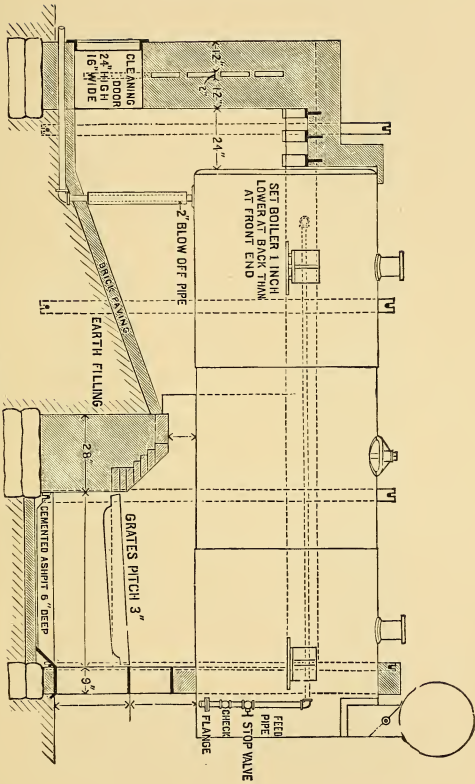 12"
2"
12"
24"
CLEANING
DOOR
24" HIGH
16" WIDE
SET BOILER 1 INCH
LOWER AT BACK THAN
AT FRONT END
2" BLOW OFF PIPE
BRICK PAVING
EARTH FILLING
28"
GRATES PITCH 3"
CEMENTED ASHPIT 6" DEEP
9"
FEED
PIPE
STOP VALVE
CHECK
FLANGE